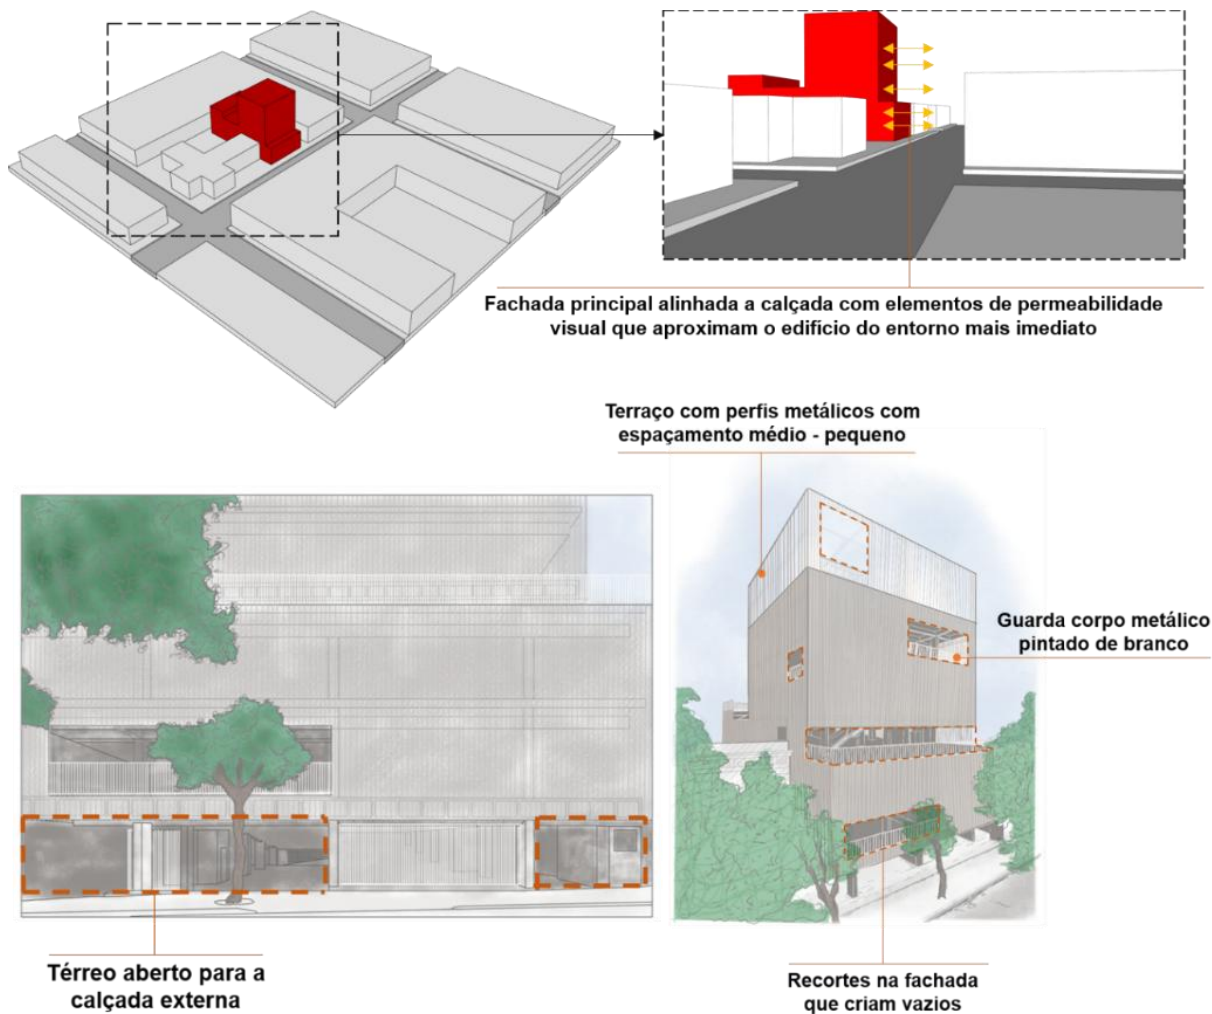 Fachada principal alinhada a calçada com elementos de permeabilidade
visual que aproximam o edifício do entorno mais imediato
Terraço com perfis metálicos com
espaçamento médio - pequeno
Guarda corpo metálico
pintado de branco
Térreo aberto para a
calçada externa
Recortes na fachada
que criam vazios